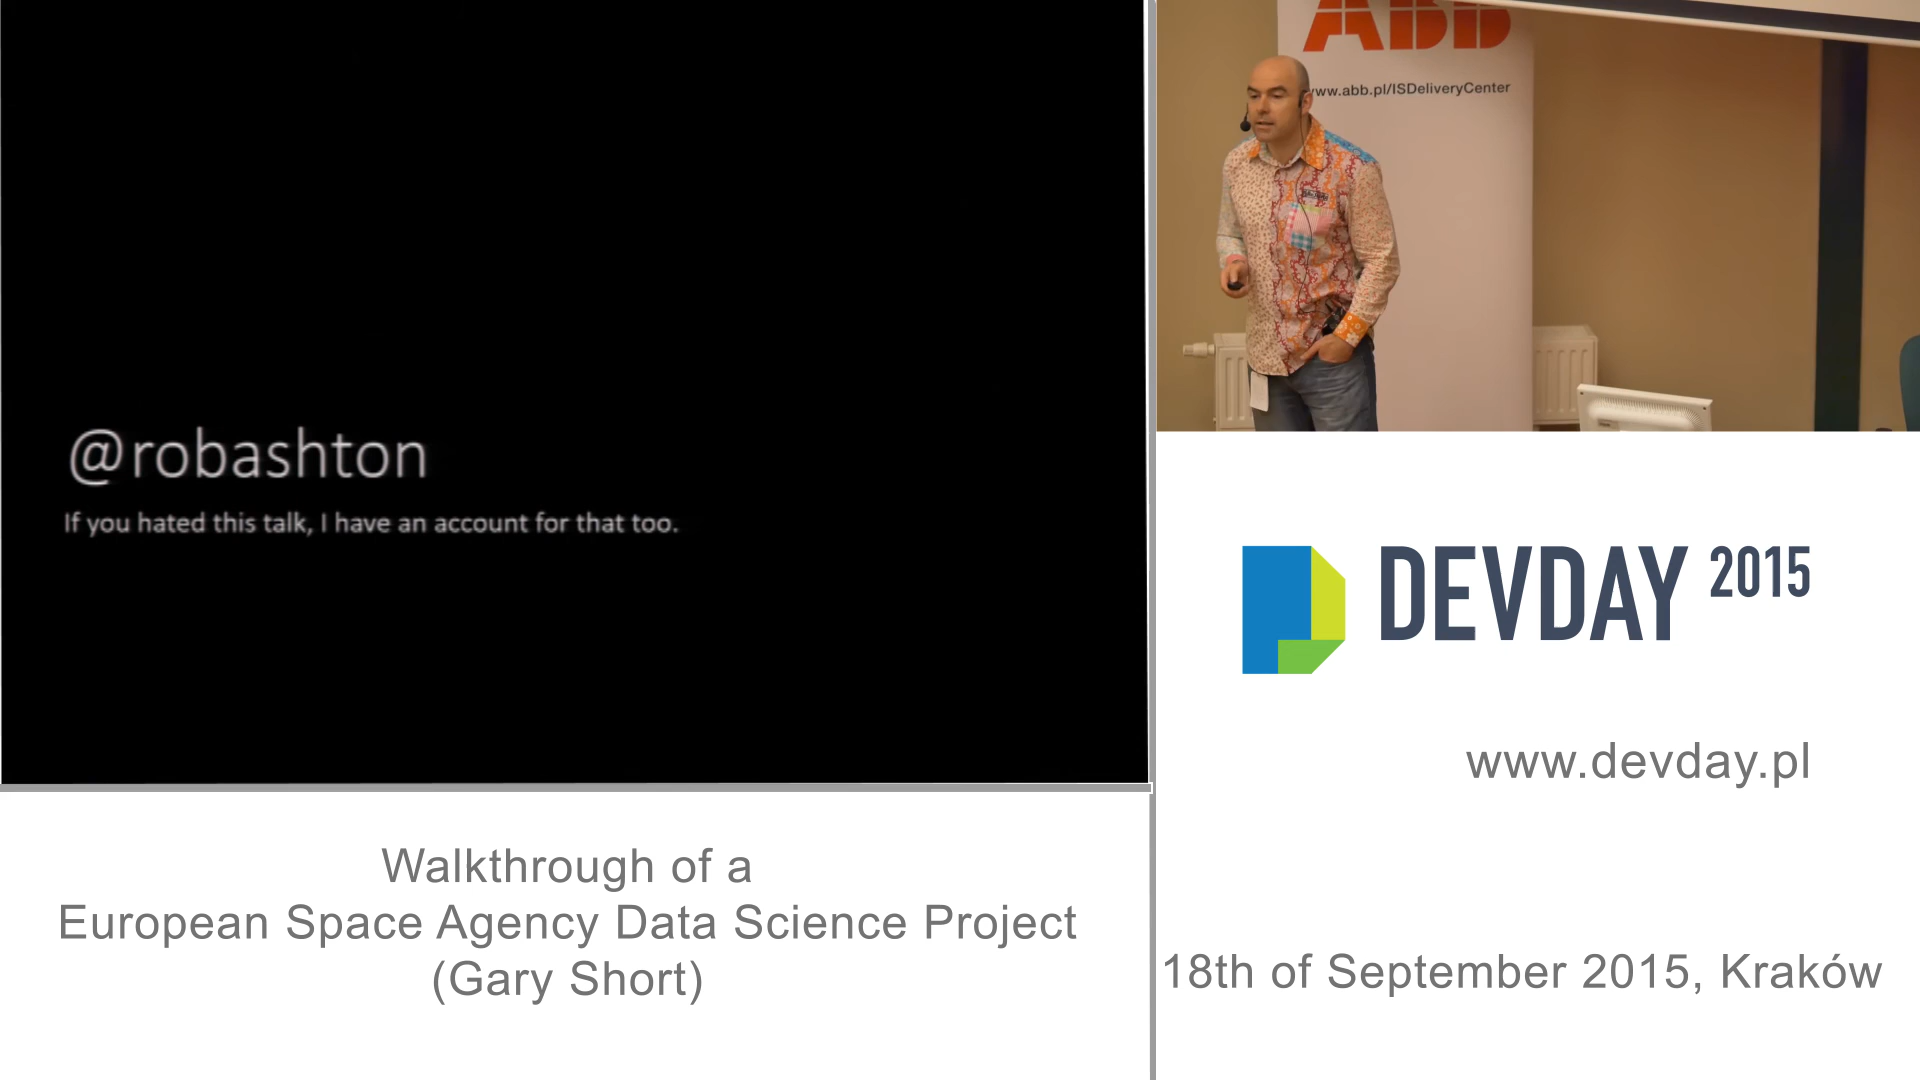 @robashton
If you hated this talk, I have an account for that too.
ABB
www.abb.pl/ISDeliveryCenter
DEVDAY 2015
www.devday.pl
Walkthrough of a
European Space Agency Data Science Project
(Gary Short)
18th of September 2015, Kraków